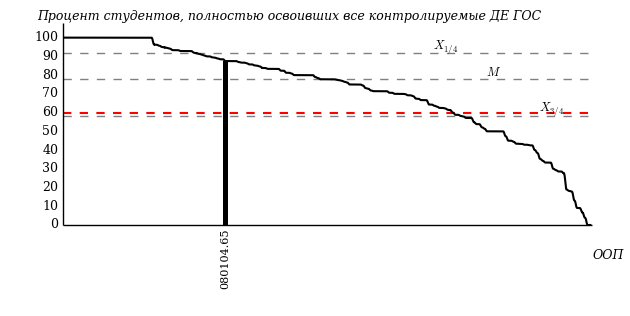 Процент студентов, полностью освоивших все контролируемые ДЕ ГОС
100
90
80
70
60
50
40
30
20
10
0
X1/4
M
X3/4
080104.65
ООП